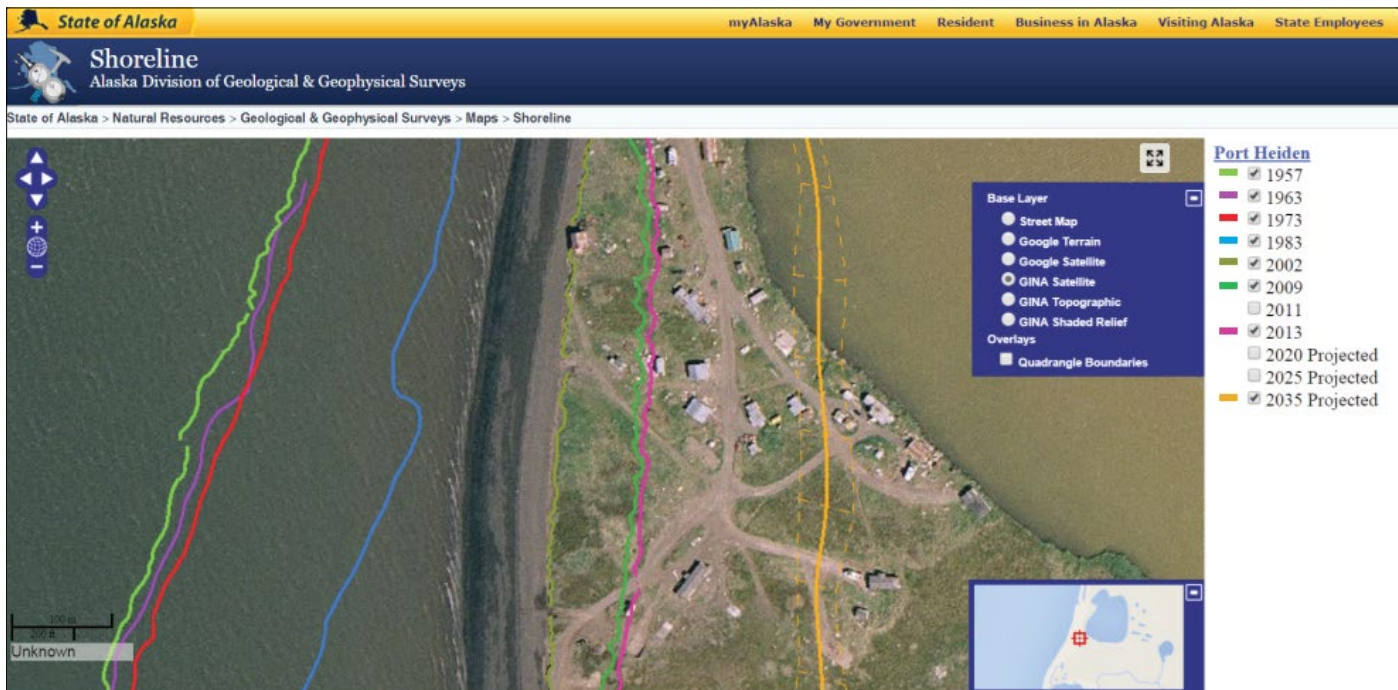 State of Alaska
myAlaska My Government Resident Business in Alaska Visiting Alaska State Employees
Shoreline
Alaska Division of Geological & Geophysical Surveys
State of Alaska > Natural Resources > Geological & Geophysical Surveys > Maps > Shoreline
Port Heiden
1957
1963
1973
1983
2002
2009
2011
2013
2020 Projected
2025 Projected
2035 Projected
Base Layer
Street Map
Google Terrain
Google Satellite
GINA Satellite
GINA Topographic
GINA Shaded Relief
Overlays
Quadrangle Boundaries
100 m
200 ft
Unknown